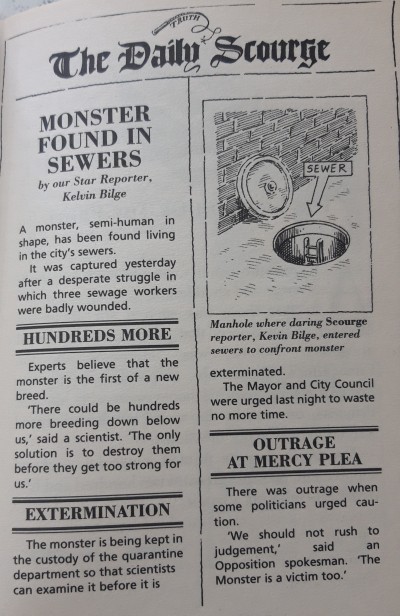 TRUTH
The Daily Scourge
MONSTER
FOUND IN
SEWERS
by our Star Reporter,
Kelvin Bilge
A monster, semi-human in
shape, has been found living
in the city's sewers.
It was captured yesterday
after a desperate struggle in
which three sewage workers
were badly wounded.
HUNDREDS MORE
Experts believe that the
monster is the first of a new
breed.
'There could be hundreds
more breeding down below
us,' said a scientist. 'The only
solution is to destroy them
before they get too strong for
us.'
EXTERMINATION
The monster is being kept in
the custody of the quarantine
department so that scientists
can examine it before it is
SEWER
Manhole where daring Scourge
reporter, Kevin Bilge, entered
sewers to confront monster
exterminated.
The Mayor and City Council
were urged last night to waste
no more time.
OUTRAGE
AT MERCY PLEA
There was outrage when
some politicians urged cau-
tion.
'We should not rush to
judgement,' said an
Opposition spokesman. 'The
Monster is a victim too.'